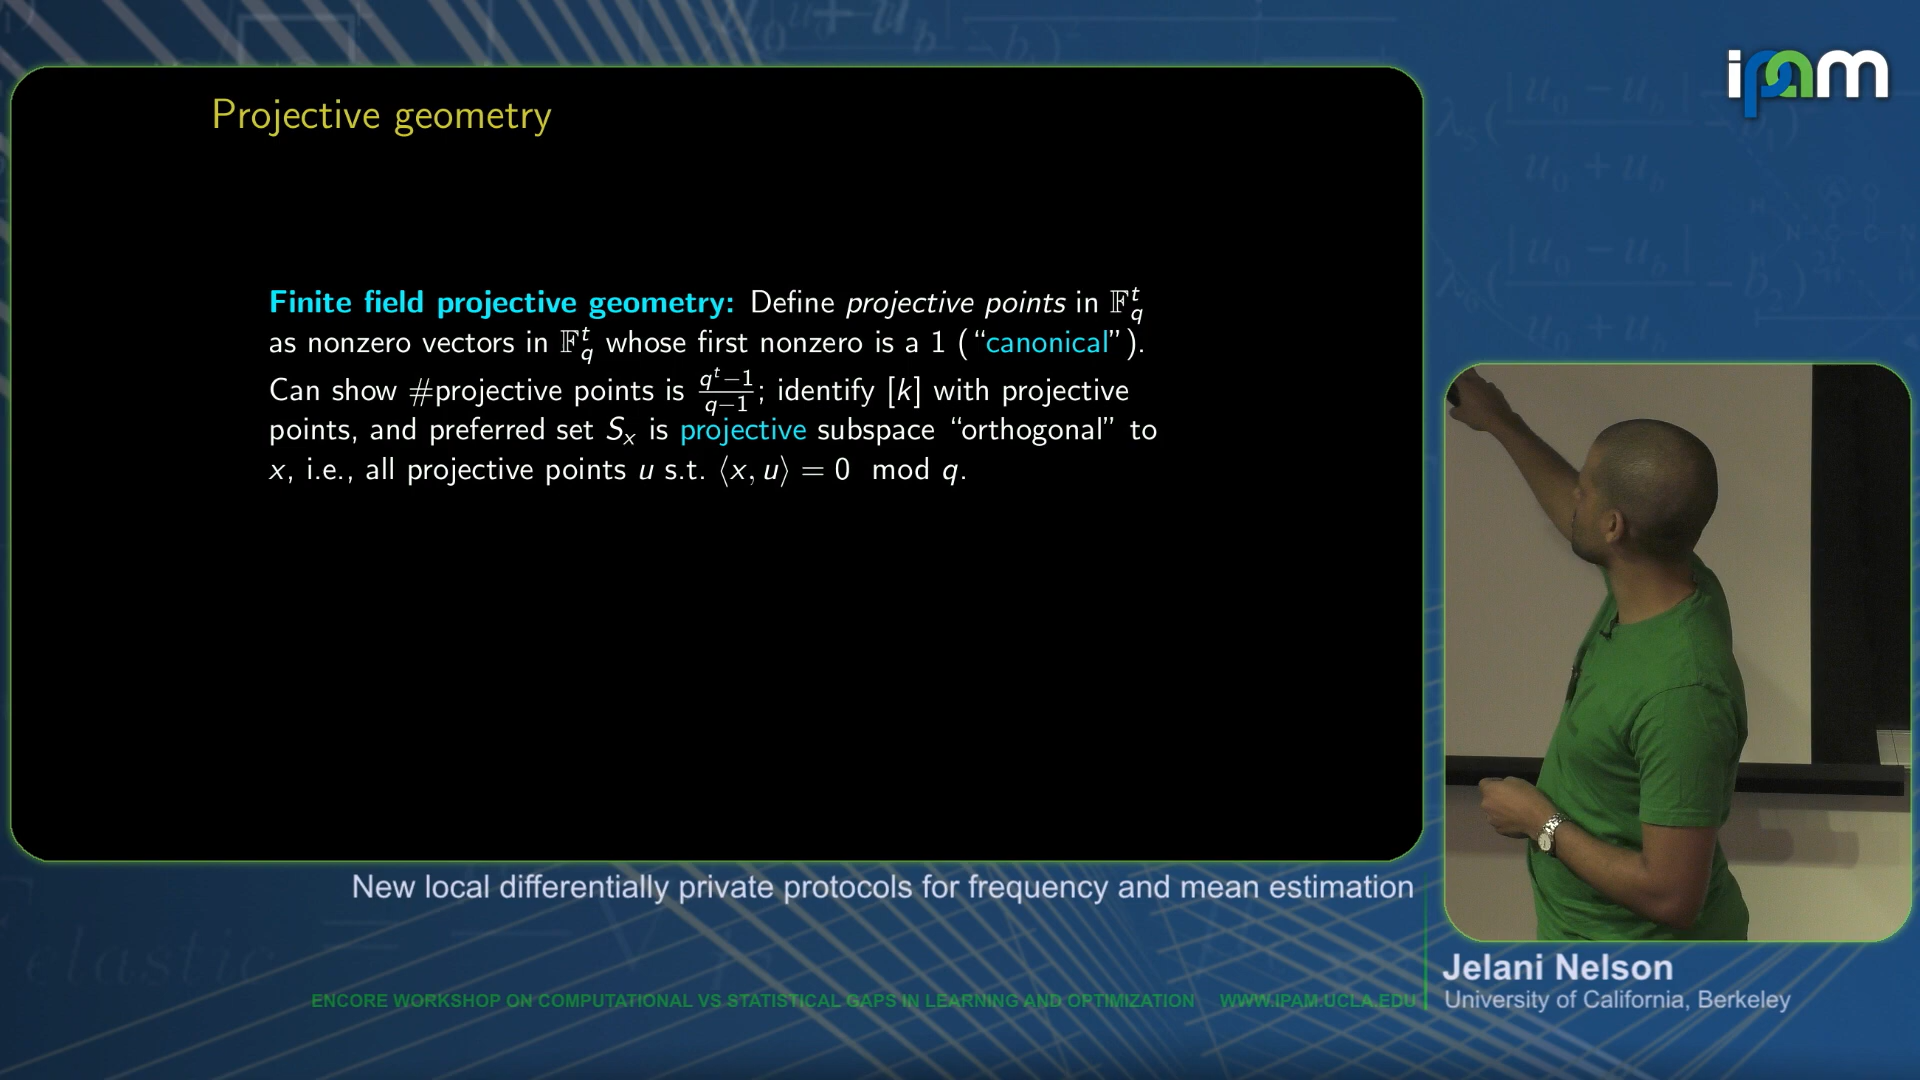 ipam
Projective geometry
Finite field projective geometry: Define projective points in 𝔽_q^t
as nonzero vectors in 𝔽_q^t whose first nonzero is a 1 (“canonical”).
Can show #projective points is \frac{q^t−1}{q−1}; identify [k] with projective
points, and preferred set S_x is projective subspace “orthogonal” to
x, i.e., all projective points u s.t. ⟨x, u⟩ = 0 mod q.
New local differentially private protocols for frequency and mean estimation
Jelani Nelson
University of California, Berkeley
ENCORE WORKSHOP ON COMPUTATIONAL VS STATISTICAL GAPS IN LEARNING AND OPTIMIZATION WWW.IPAM.UCLA.EDU